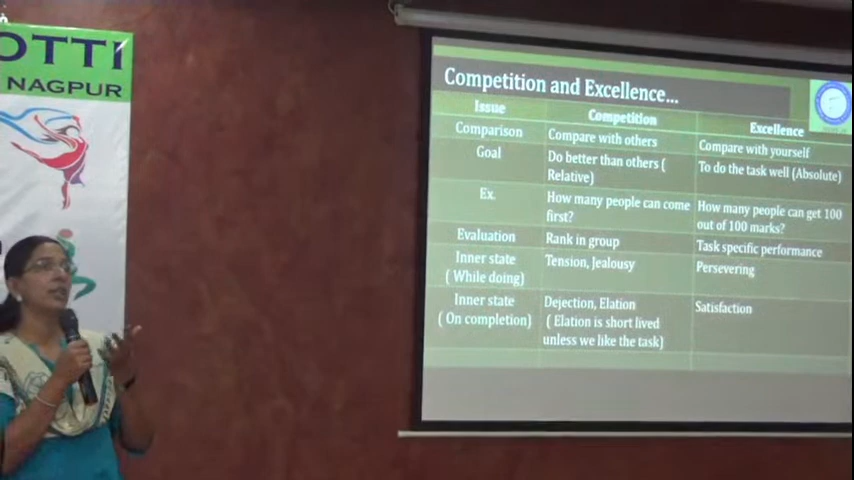 OTTI
NAGPUR
Competition and Excellence...
Issue Competition Excellence
Comparison Compare with others Compare with yourself
Goal Do better than others ( To do the task well (Absolute)
Relative)
Ex. How many people can come How many people can get 100
first? out of 100 marks?
Evaluation Rank in group Task specific performance
Inner state Tension, Jealousy Persevering
( While doing)
Inner state Dejection, Elation Satisfaction
( On completion) ( Elation is short lived
unless we like the task)